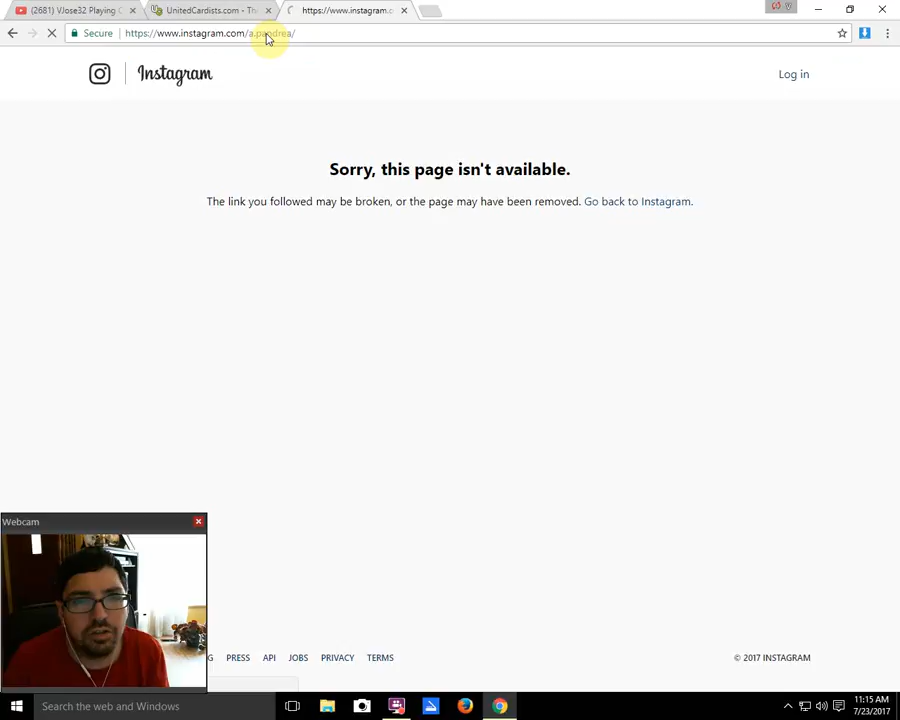 (2681) VJose32 Playing C
UnitedCardists.com - Th
https://www.instagram.c
Secure
https://www.instagram.com/a.pandrea/
Instagram
Log in
Sorry, this page isn't available.
The link you followed may be broken, or the page may have been removed. Go back to Instagram.
Webcam
G PRESS API JOBS PRIVACY TERMS
© 2017 INSTAGRAM
Search the web and Windows
11:15 AM
7/23/2017